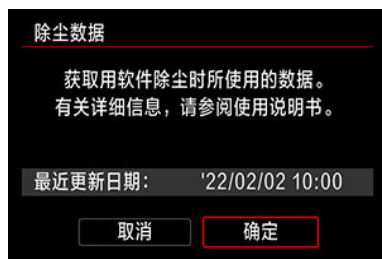 除尘数据
获取用软件除尘时所使用的数据。
有关详细信息，请参阅使用说明书。
最近更新日期： '22/02/02 10:00
取消 确定